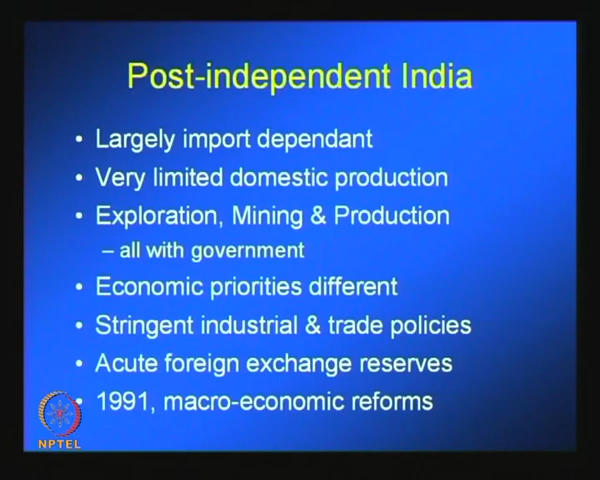 Post-independent India
• Largely import dependant
• Very limited domestic production
• Exploration, Mining & Production
– all with government
• Economic priorities different
• Stringent industrial & trade policies
• Acute foreign exchange reserves
• 1991, macro-economic reforms
NPTEL